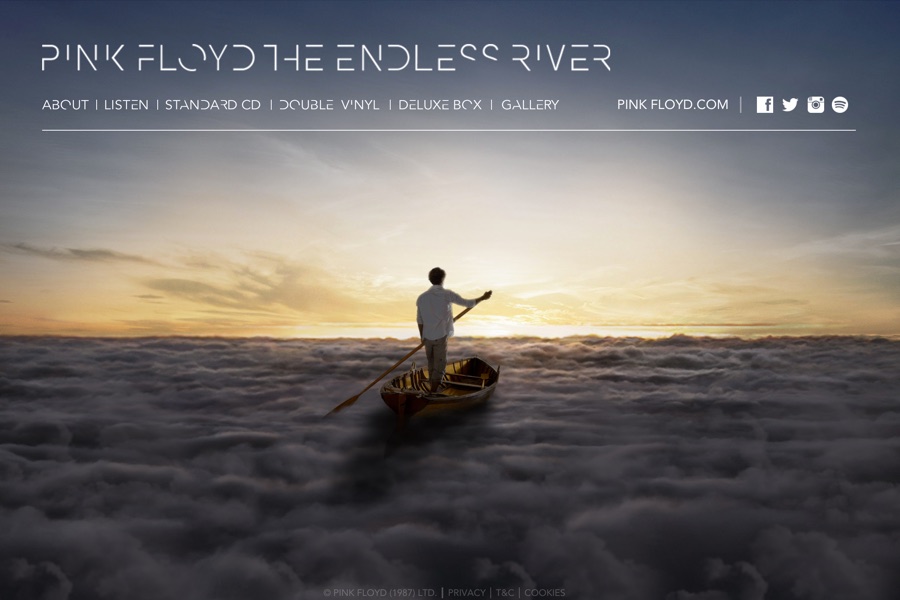 PINK FLOYD THE ENDLESS RIVER
ABOUT | LISTEN | STANDARD CD | DOUBLE VINYL | DELUXE BOX | GALLERY PINK FLOYD.COM |
© PINK FLOYD (1987) LTD. | PRIVACY | T&C | COOKIES